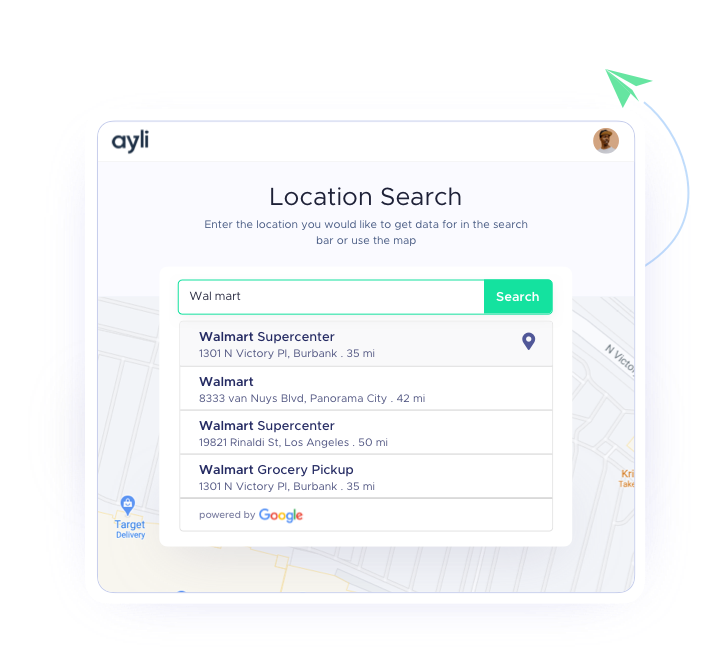 ayli
Location Search
Enter the location you would like to get data for in the search
bar or use the map
Wal mart
Search
Walmart Supercenter
1301 N Victory Pl, Burbank . 35 mi
Walmart
8333 van Nuys Blvd, Panorama City . 42 mi
Walmart Supercenter
19821 Rinaldi St, Los Angeles . 50 mi
Walmart Grocery Pickup
1301 N Victory Pl, Burbank . 35 mi
powered by Google
N Victo
Kri
Take
Target
Delivery